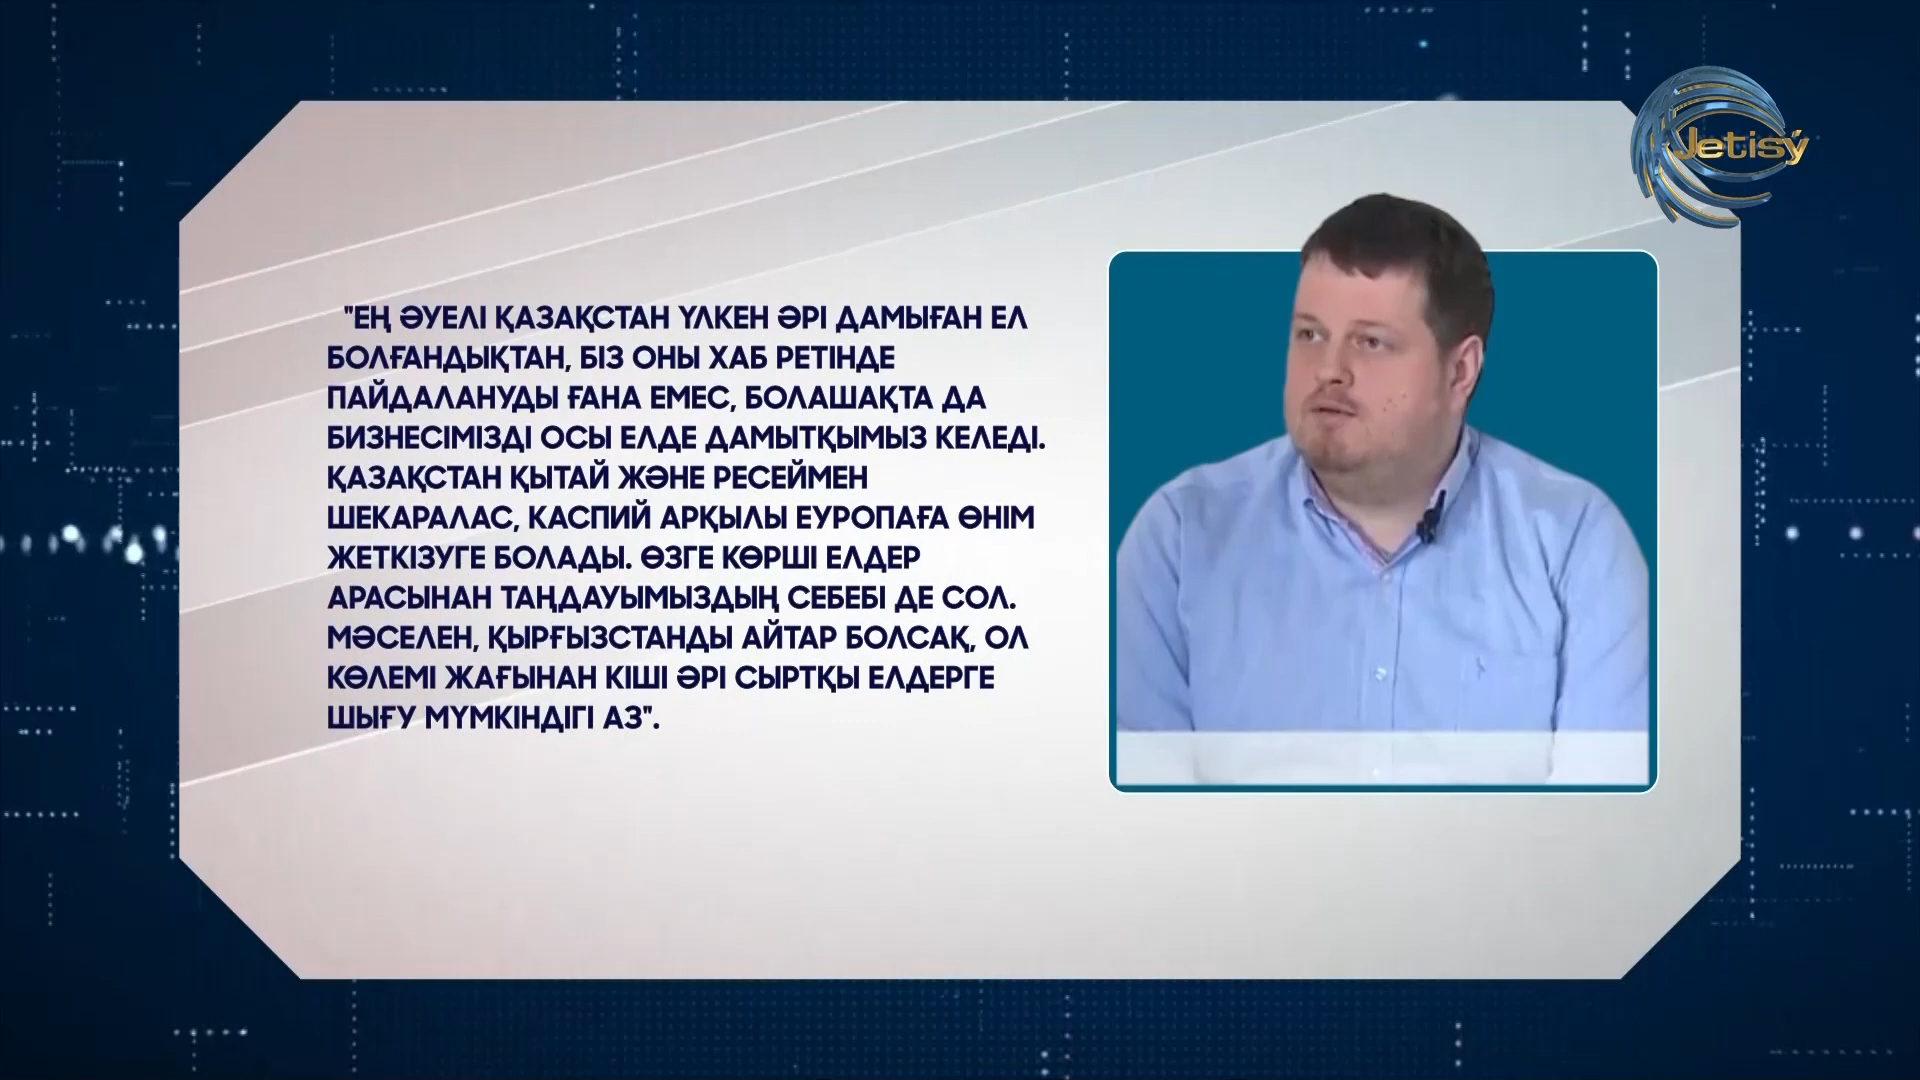 "ЕҢ ӘУЕЛІ ҚАЗАҚСТАН ҮЛКЕН ӘРІ ДАМЫҒАН ЕЛ
БОЛҒАНДЫҚТАН, БІЗ ОНЫ ХАБ РЕТІНДЕ
ПАЙДАЛАНУДЫ ҒАНА ЕМЕС, БОЛАШАҚТА ДА
БИЗНЕСІМІЗДІ ОСЫ ЕЛДЕ ДАМЫТҚЫМЫЗ КЕЛЕДІ.
ҚАЗАҚСТАН ҚЫТАЙ ЖӘНЕ РЕСЕЙМЕН
ШЕКАРАЛАС, КАСПИЙ АРҚЫЛЫ ЕУРОПАҒА ӨНІМ
ЖЕТКІЗУГЕ БОЛАДЫ. ӨЗГЕ КӨРШІ ЕЛДЕР
АРАСЫНАН ТАҢДАУЫМЫЗДЫҢ СЕБЕБІ ДЕ СОЛ.
МӘСЕЛЕН, ҚЫРҒЫЗСТАНДЫ АЙТАР БОЛСАҚ, ОЛ
КӨЛЕМІ ЖАҒЫНАН КІШІ ӘРІ СЫРТҚЫ ЕЛДЕРГЕ
ШЫҒУ МҮМКІНДІГІ АЗ".
Jetisý